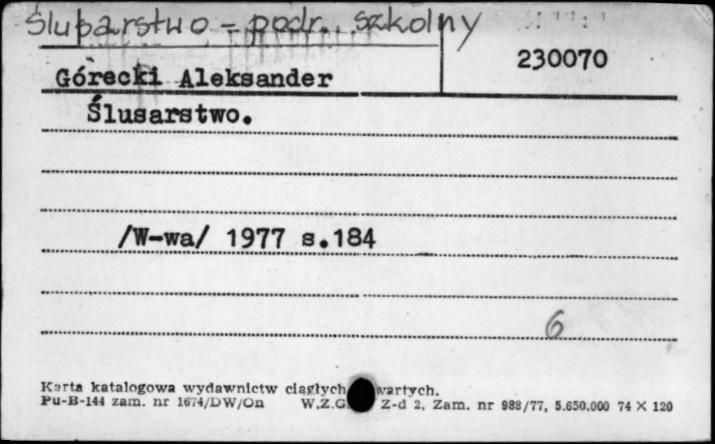 Ślusarstwo - podr. szkolny
230070
Górecki Aleksander
Ślusarstwo.
/W-wa/ 1977 s.184
6
Karta katalogowa wydawnictw ciągłych wartych.
Pu-B-144 zam. nr 1674/DW/On W.Z.G. Z-d 2, Zam. nr 988/77, 5.650.000 74 X 120